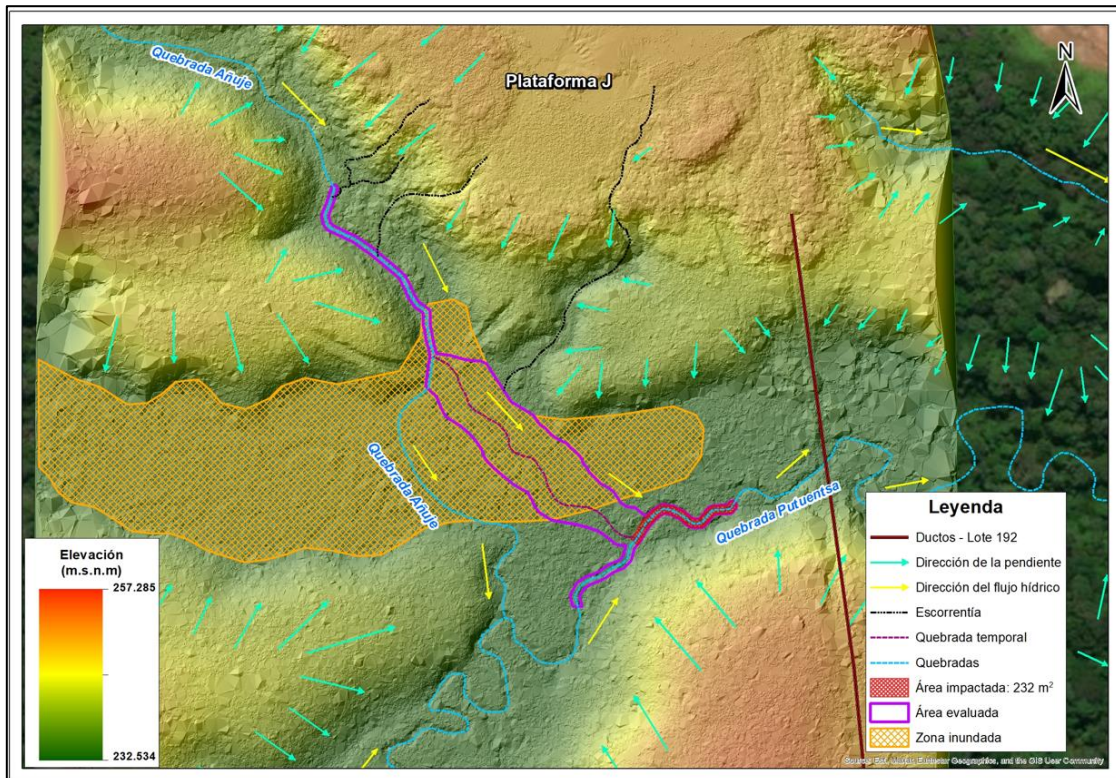 Quebrada Añuje
Plataforma J
N
Quebrada Añuje
Quebrada Putuentsa
Elevación
(m.s.n.m)
257.285
232.534
Leyenda
Ductos - Lote 192
Dirección de la pendiente
Dirección del flujo hídrico
Escorrentía
Quebrada temporal
Quebradas
Área impactada: 232 m²
Área evaluada
Zona inundada
Source: Esri, Maxar, Earthstar Geographics, and the GIS User Community